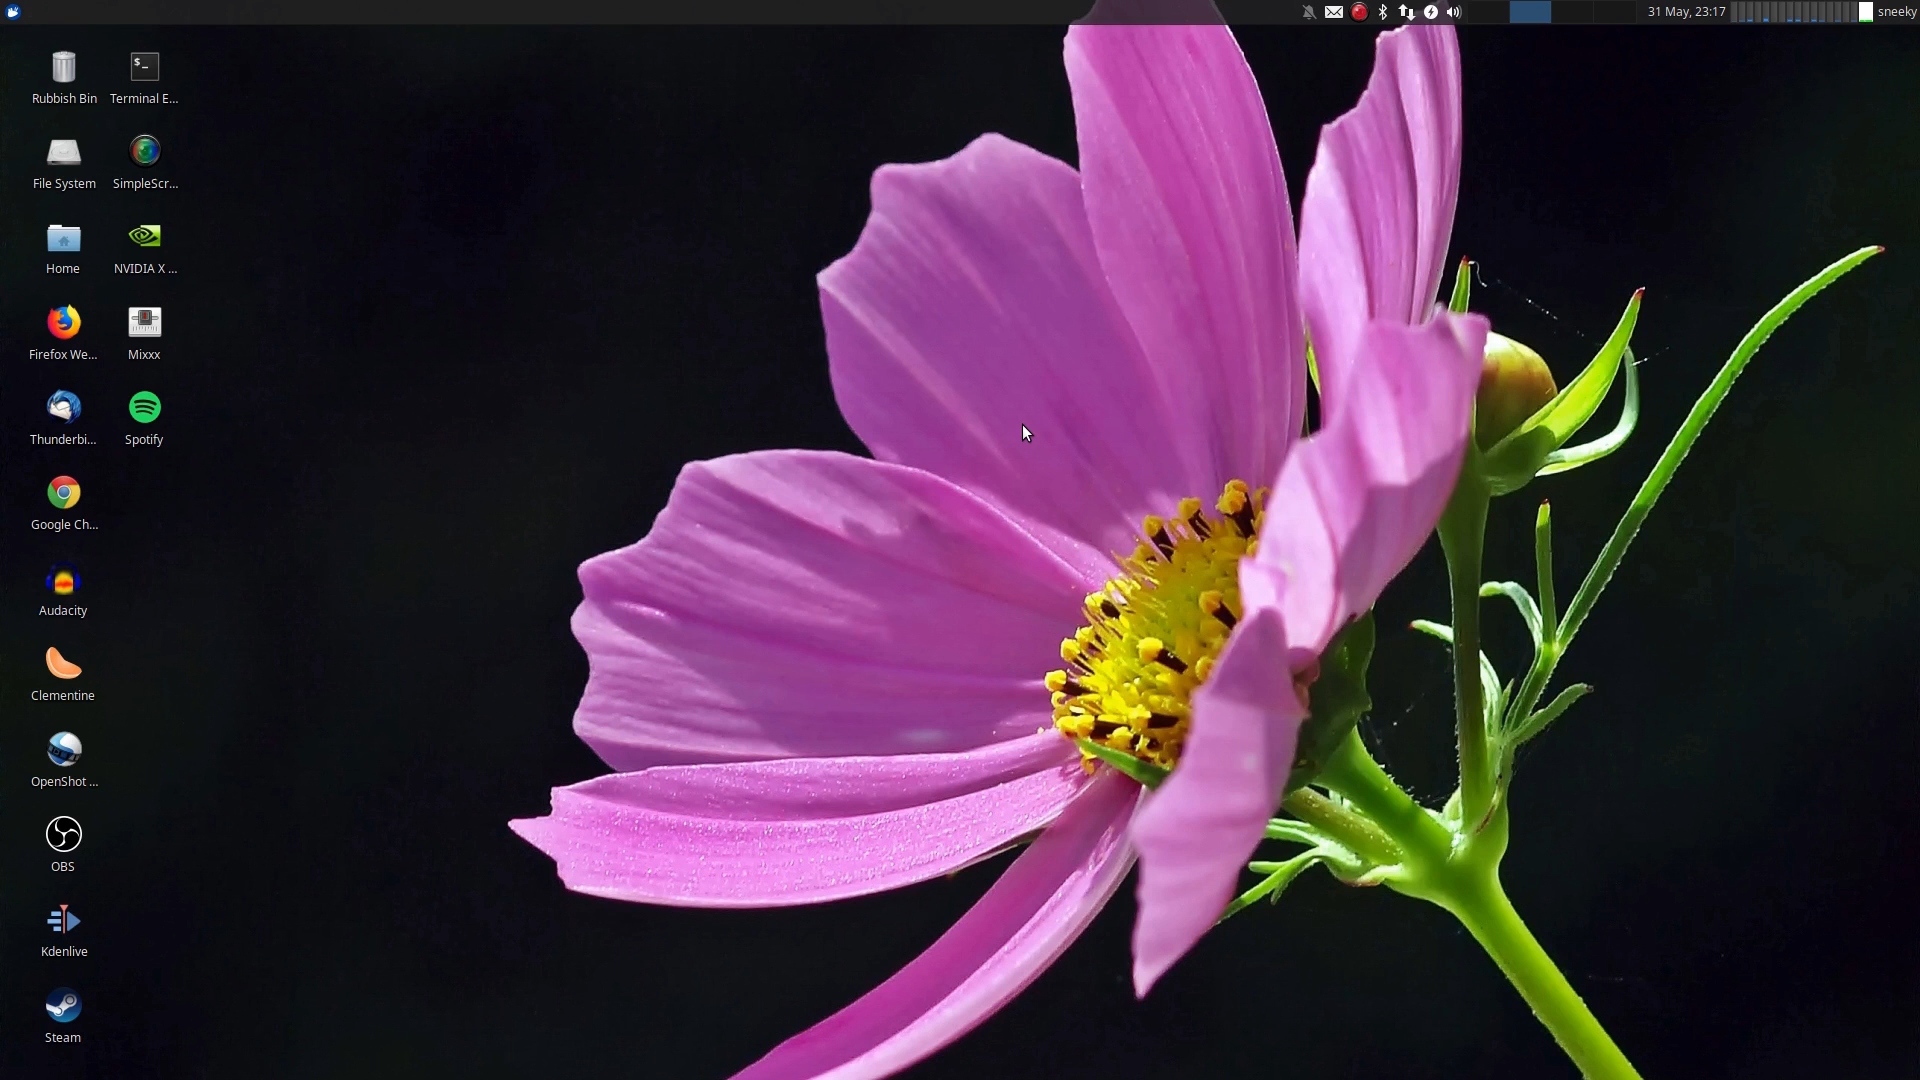 31 May, 23:17 sneeky
$_
Rubbish Bin
Terminal E...
File System
SimpleScr...
Home
NVIDIA X ...
Firefox We...
Mixxx
Thunderbi...
Spotify
Google Ch...
Audacity
Clementine
OpenShot ...
OBS
Kdenlive
Steam